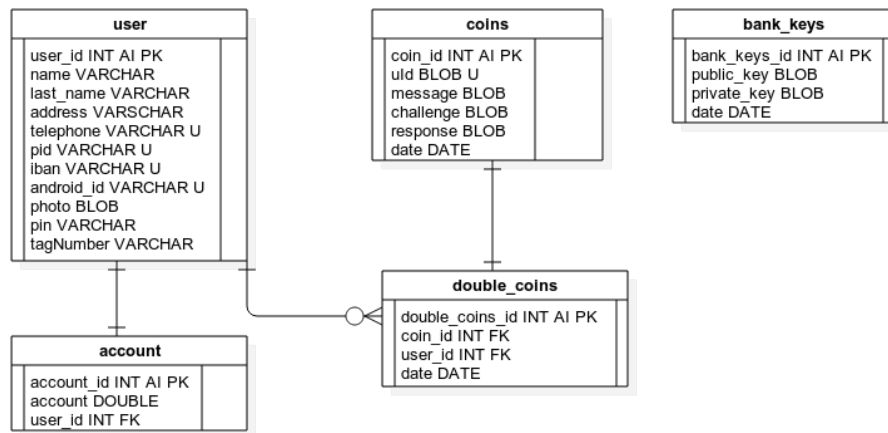 user
user_id INT AI PK
name VARCHAR
last_name VARCHAR
address VARSCHAR
telephone VARCHAR U
pid VARCHAR U
iban VARCHAR U
android_id VARCHAR U
photo BLOB
pin VARCHAR
tagNumber VARCHAR
coins
coin_id INT AI PK
uId BLOB U
message BLOB
challenge BLOB
response BLOB
date DATE
bank_keys
bank_keys_id INT AI PK
public_key BLOB
private_key BLOB
date DATE
double_coins
double_coins_id INT AI PK
coin_id INT FK
user_id INT FK
date DATE
account
account_id INT AI PK
account DOUBLE
user_id INT FK